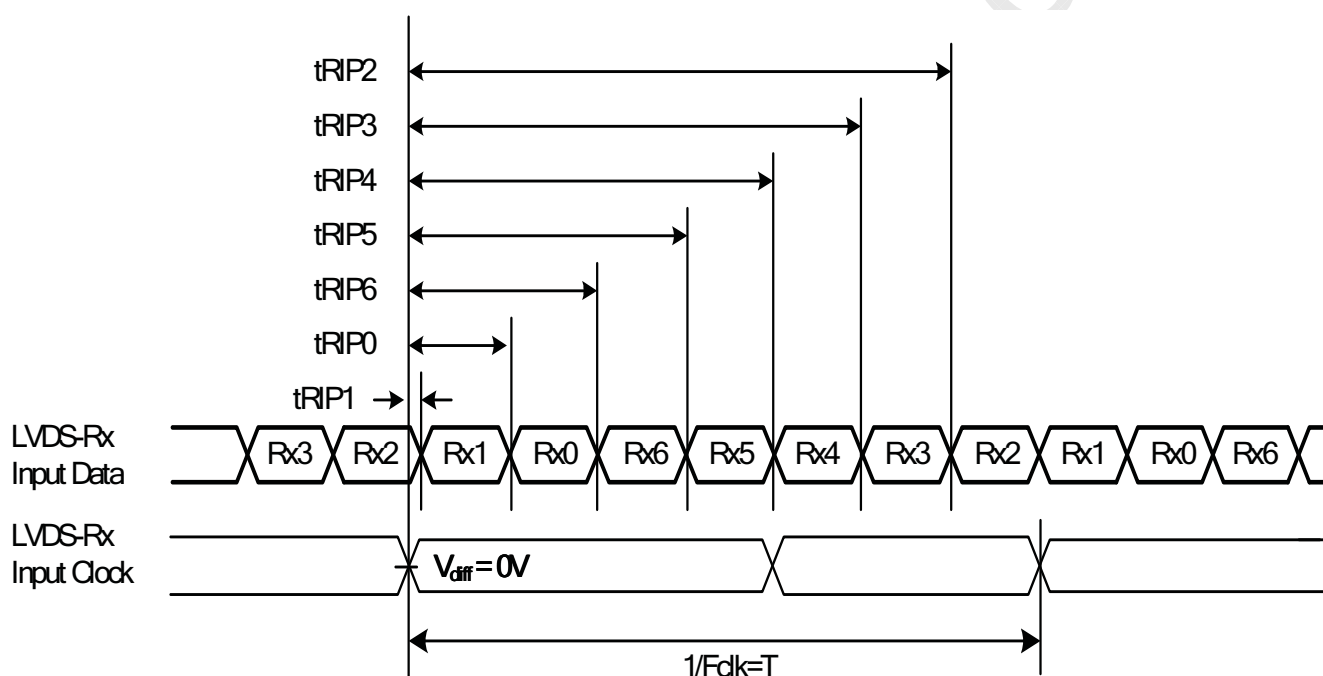 tRIP2
tRIP3
tRIP4
tRIP5
tRIP6
tRIP0
tRIP1
LVDS-Rx
Input Data
Rx3 Rx2 Rx1 Rx0 Rx6 Rx5 Rx4 Rx3 Rx2 Rx1 Rx0 Rx6
LVDS-Rx
Input Clock
Vdiff = 0V
1/Fclk=T